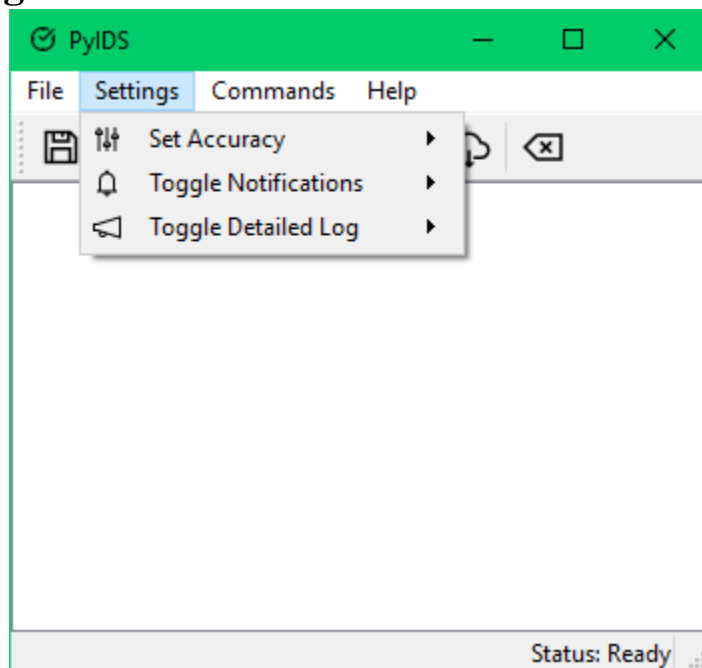 PyIDS
File Settings Commands Help
Set Accuracy
Toggle Notifications
Toggle Detailed Log
Status: Ready